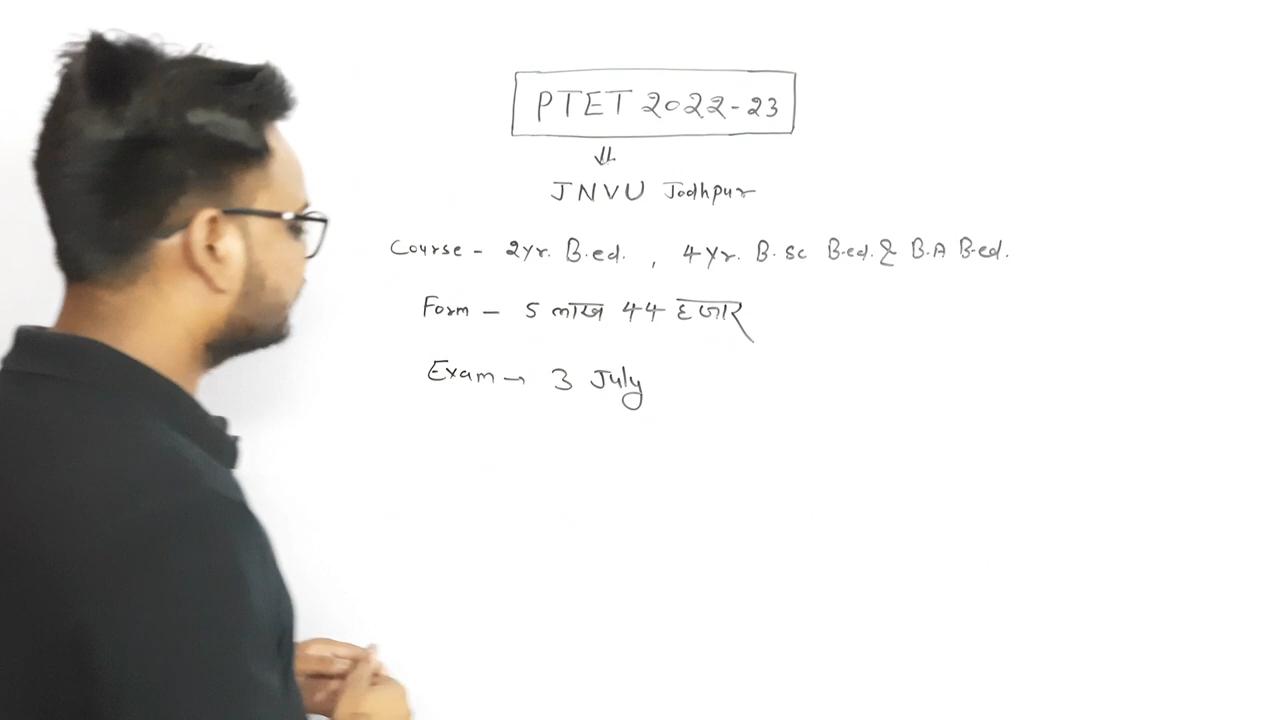 PTET 2022-23
JNVU Jodhpur
Course - 2yr. B.ed. , 4yr. B.Sc B.ed. & B.A B.ed.
Form - 5 लाख 44 हजार
Exam → 3 July